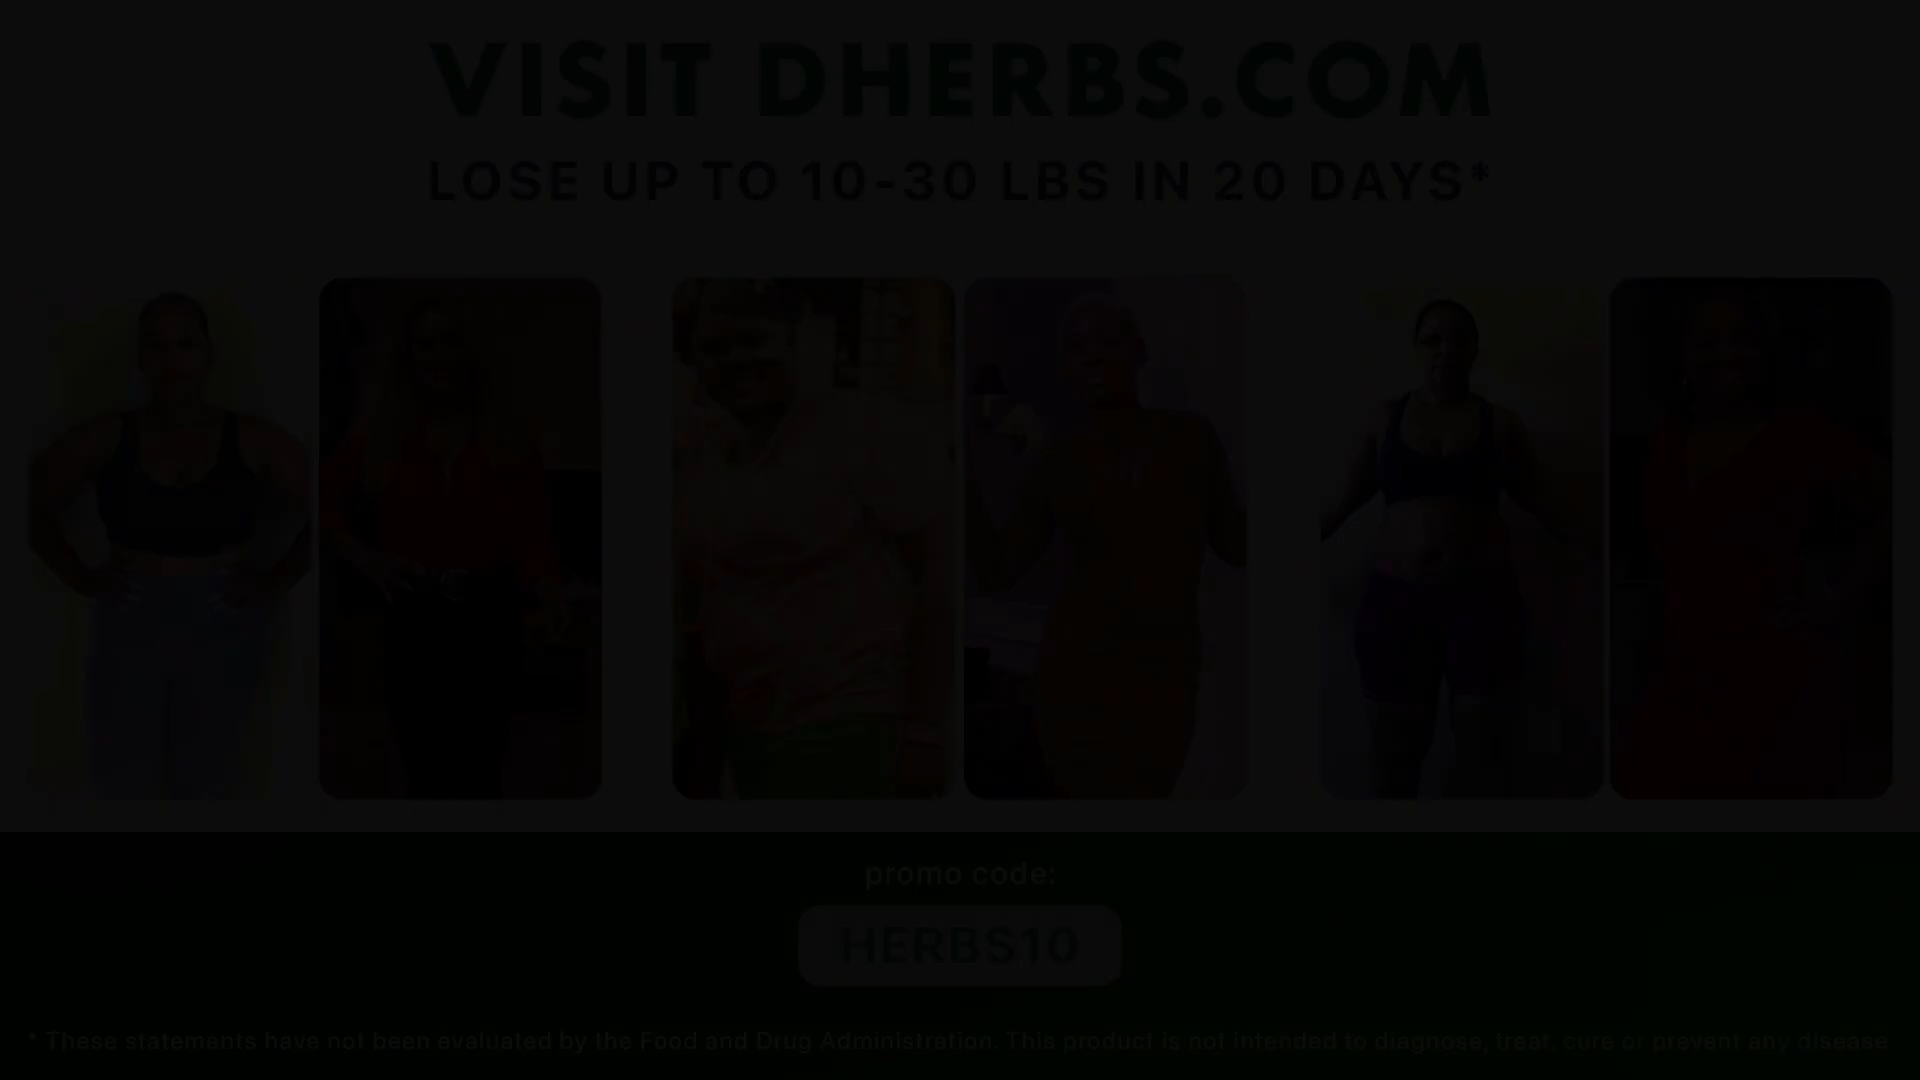 VISIT DHERBS.COM
LOSE UP TO 10-30 LBS IN 20 DAYS*
promo code:
HERBS10
* These statements have not been evaluated by the Food and Drug Administration. This product is not intended to diagnose, treat, cure or prevent any disease